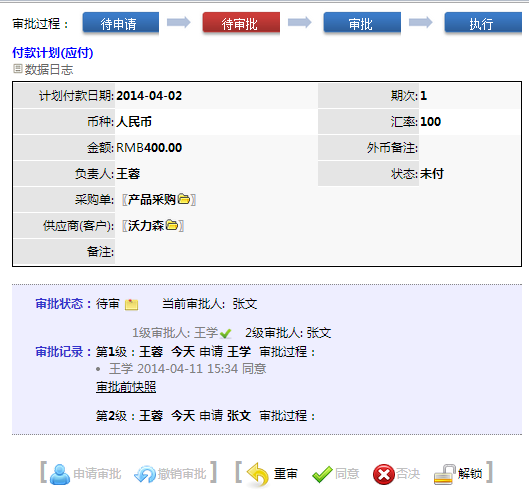 审批过程： 待申请 待审批 审批 执行
付款计划(应付)
数据日志
计划付款日期: 2014-04-02 期次: 1
币种: 人民币 汇率: 100
金额: RMB400.00 外币备注:
负责人: 王蓉 状态: 未付
采购单: 〖产品采购〗
供应商(客户): 〖沃力森〗
备注:
审批状态： 待审 当前审批人: 张文
1级审批人: 王学 2级审批人: 张文
审批记录： 第1级：王蓉 今天 申请 王学 审批过程：
• 王学 2014-04-11 15:34 同意
审批前快照
第2级：王蓉 今天 申请 张文 审批过程：
[申请审批 撤销审批] [重审 同意 否决 解锁]